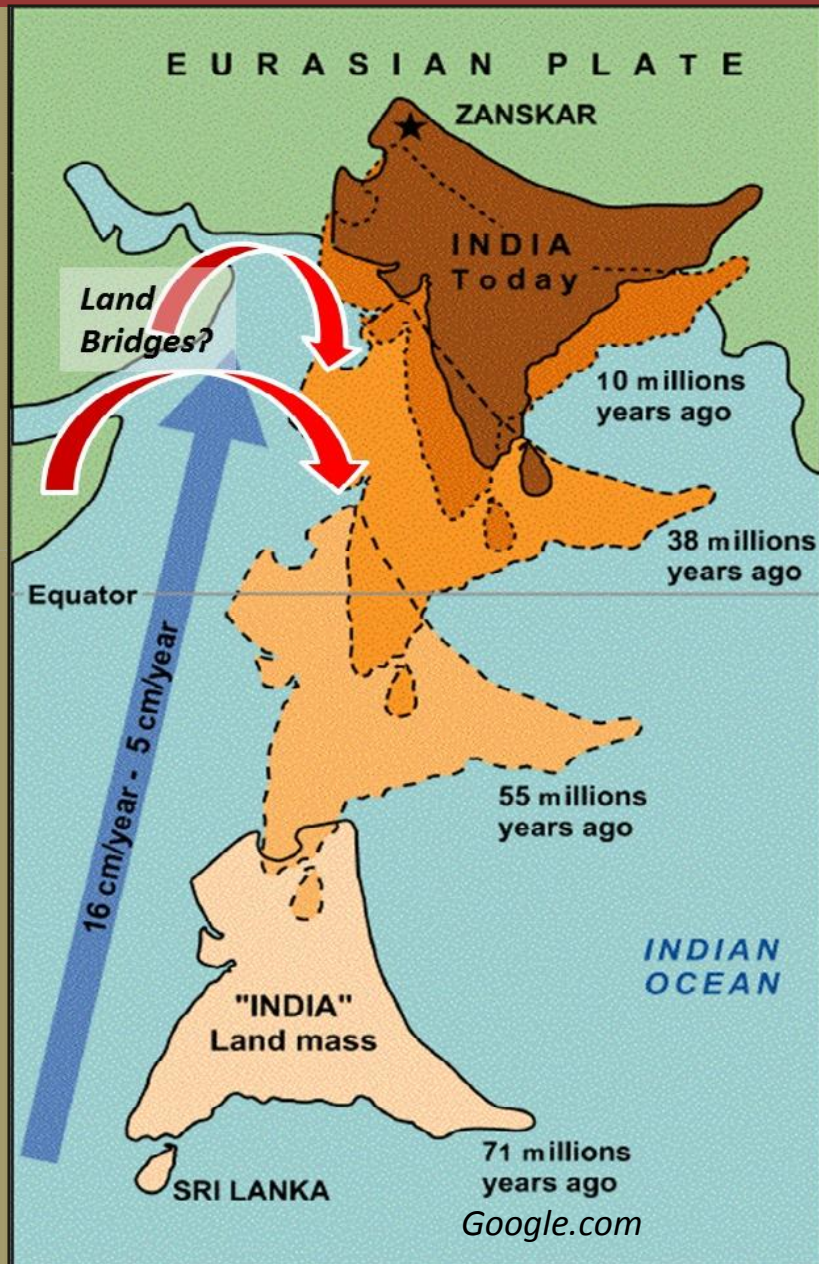 EURASIAN PLATE
ZANSKAR
INDIA
Today
Land
Bridges?
10 millions
years ago
38 millions
years ago
Equator
16 cm/year - 5 cm/year
55 millions
years ago
INDIAN
OCEAN
"INDIA"
Land mass
71 millions
years ago
SRI LANKA
Google.com